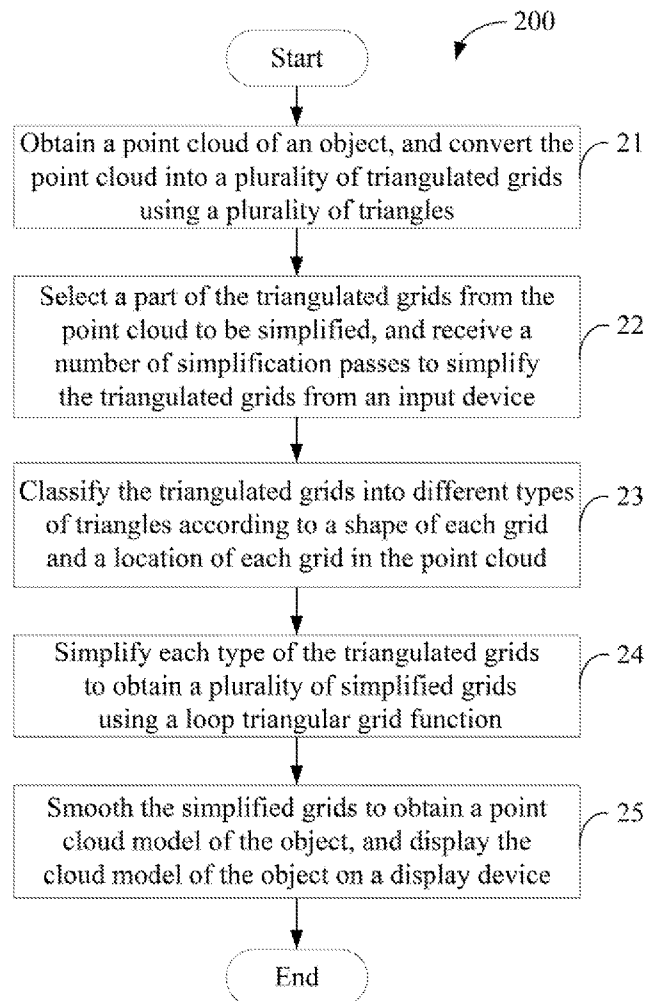 200
Start
Obtain a point cloud of an object, and convert the
point cloud into a plurality of triangulated grids
using a plurality of triangles
21
Select a part of the triangulated grids from the
point cloud to be simplified, and receive a
number of simplification passes to simplify
the triangulated grids from an input device
22
Classify the triangulated grids into different types
of triangles according to a shape of each grid
and a location of each grid in the point cloud
23
Simplify each type of the triangulated grids
to obtain a plurality of simplified grids
using a loop triangular grid function
24
Smooth the simplified grids to obtain a point
cloud model of the object, and display the
cloud model of the object on a display device
25
End